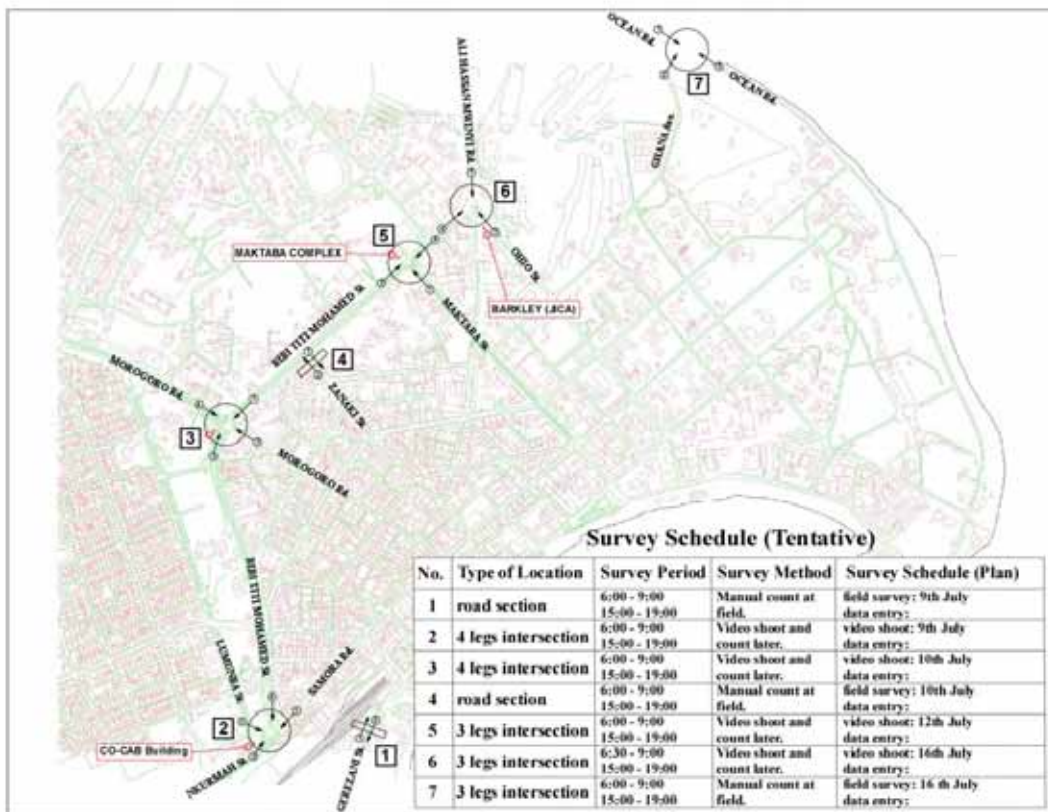 OCEAN Rd.
7
OCEAN Rd.
GHANA Ave.
ALI HASSAN MWINYI Rd.
6
5
MAKTABA COMPLEX
OHIO St.
BARKLEY (JICA)
BIBI TITI MOHAMED St.
MAKTABA St.
4
ZANAKI St.
MOROGORO Rd.
3
MOROGORO Rd.
BIBI TITI MOHAMED St.
LUMUMBA St.
SAMORA Rd.
2
CO-CAB Building
NKURMAH St.
GEREZANI St.
1
Survey Schedule (Tentative)
No. Type of Location Survey Period Survey Method Survey Schedule (Plan)
1 road section 6:00 - 9:00 Manual count at field survey: 9th July
15:00 - 19:00 field. data entry:
2 4 legs intersection 6:00 - 9:00 Video shoot and video shoot: 9th July
15:00 - 19:00 count later. data entry:
3 4 legs intersection 6:00 - 9:00 Video shoot and video shoot: 10th July
15:00 - 19:00 count later. data entry:
4 road section 6:00 - 9:00 Manual count at field survey: 10th July
15:00 - 19:00 field. data entry:
5 3 legs intersection 6:00 - 9:00 Video shoot and video shoot: 12th July
15:00 - 19:00 count later. data entry:
6 3 legs intersection 6:30 - 9:00 Video shoot and video shoot: 16th July
15:00 - 19:00 count later. data entry:
7 3 legs intersection 6:00 - 9:00 Manual count at field survey: 16 th July
15:00 - 19:00 field. data entry: